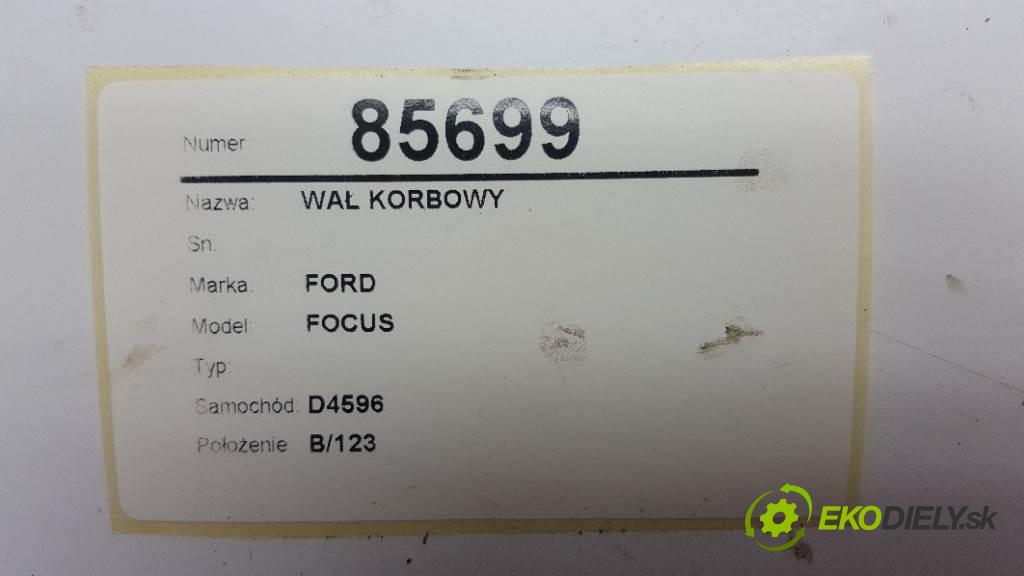 Numer: 85699
Nazwa: WAŁ KORBOWY
Sn:
Marka: FORD
Model: FOCUS
Typ:
Samochód: D4596
Położenie: B/123
EKODIELY.sk